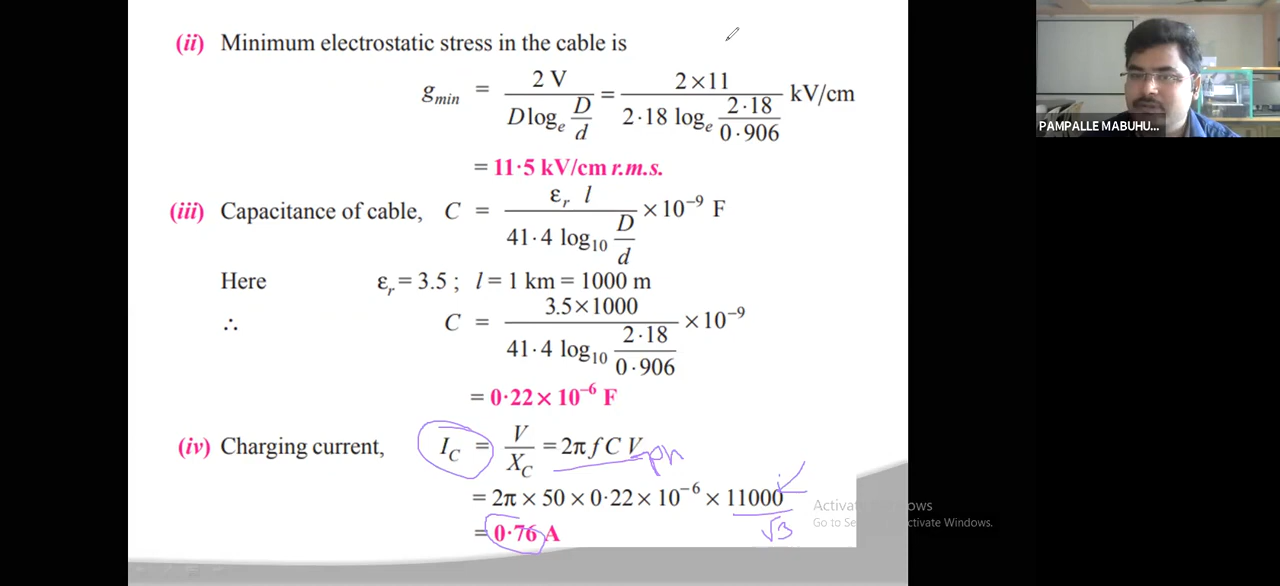 (ii) Minimum electrostatic stress in the cable is
g_min = 2 V / (D log_e D/d) = 2×11 / (2·18 log_e 2·18/0·906) kV/cm
= 11·5 kV/cm r.m.s.
(iii) Capacitance of cable, C = ε_r l / (41·4 log_10 D/d) ×10^–9 F
Here ε_r = 3.5 ; l = 1 km = 1000 m
∴ C = 3.5×1000 / (41·4 log_10 2·18/0·906) ×10^–9
= 0·22× 10^–6 F
(iv) Charging current, I_C = V/X_C = 2π f C V ph
= 2π × 50 × 0·22 × 10^–6 × 11000
√3
= 0·76 A
PAMPALLE MABUHU...